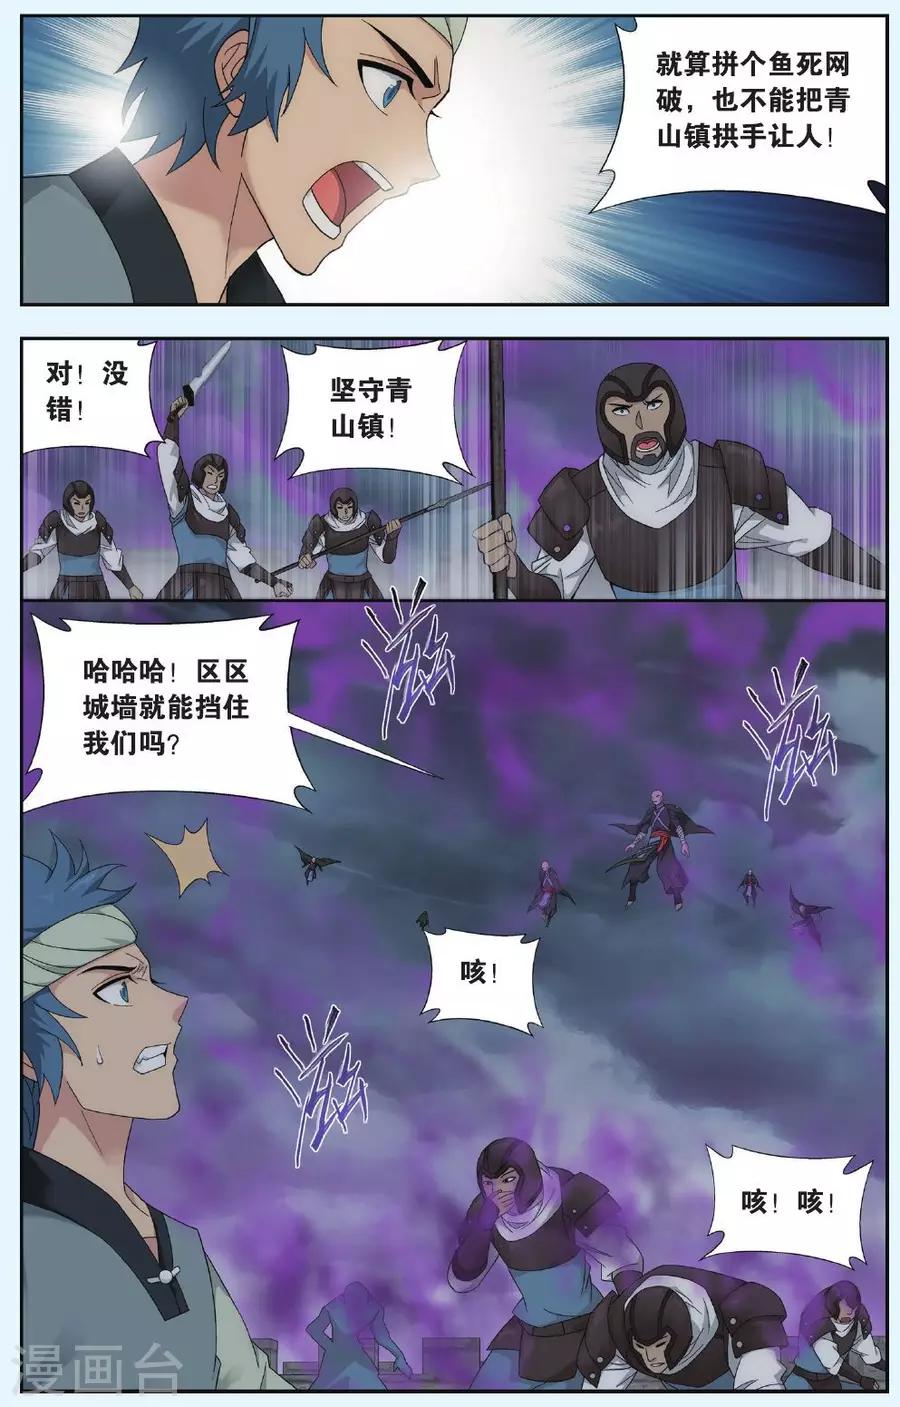 就算拼个鱼死网
破，也不能把青
山镇拱手让人！
对！没
错！
坚守青
山镇！
哈哈哈！区区
城墙就能挡住
我们吗？
咳！
咳！咳！
漫画台